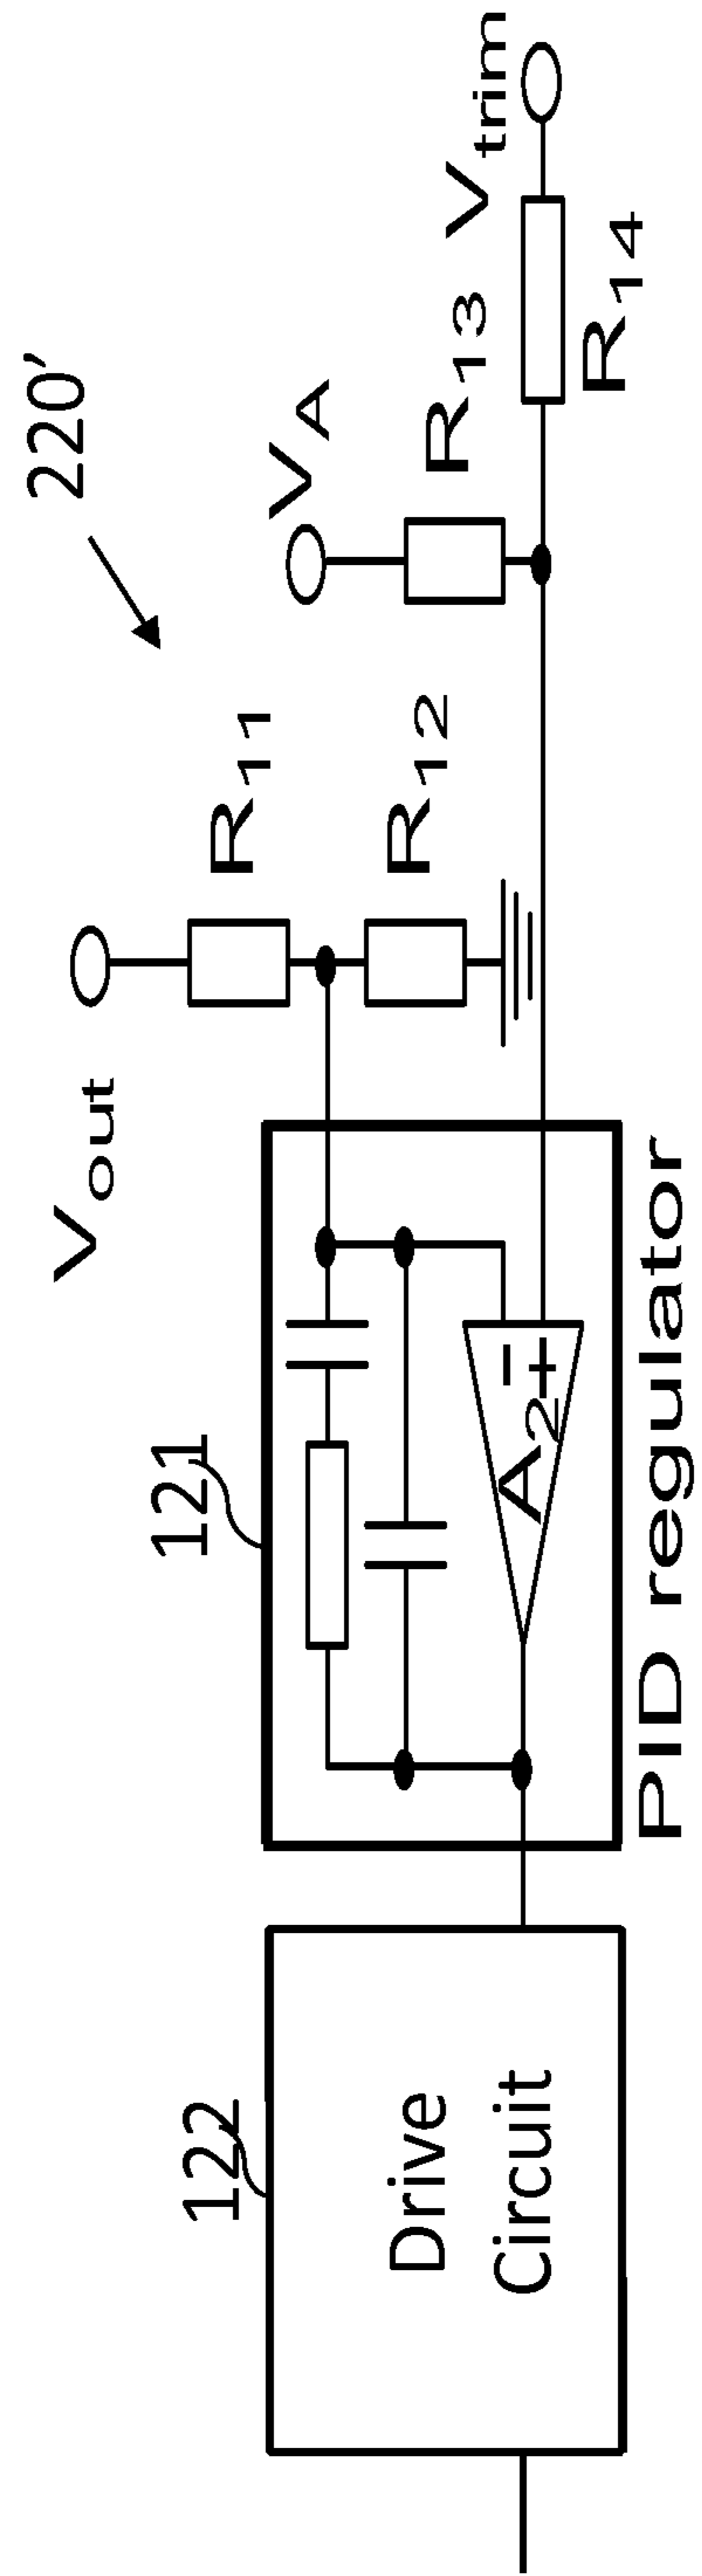 220'
V_out
R_11
R_12
V_A
R_13
V_trim
R_14
121
−
+
A_2
PID regulator
122
Drive
Circuit